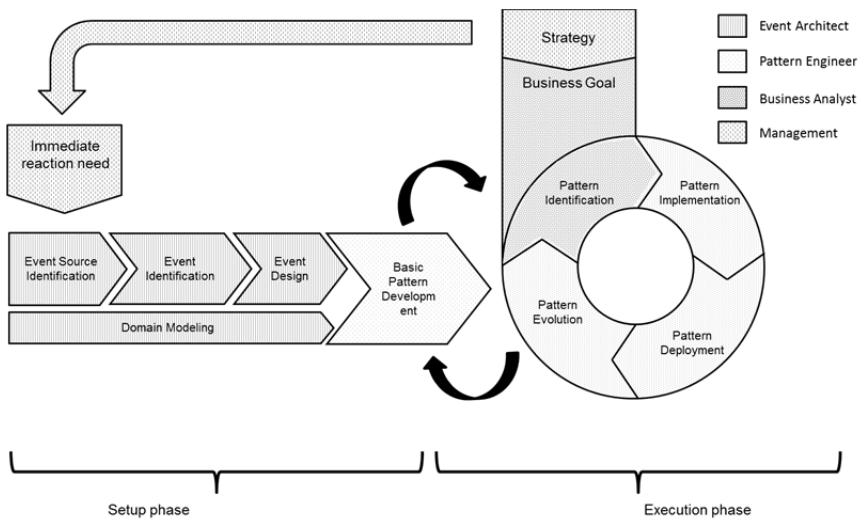 Strategy
Business Goal
Event Architect
Pattern Engineer
Business Analyst
Management
Immediate
reaction need
Pattern
Identification
Pattern
Implementation
Event Source
Identification
Event
Identification
Event
Design
Basic
Pattern
Developm
ent
Domain Modeling
Pattern
Evolution
Pattern
Deployment
Setup phase
Execution phase